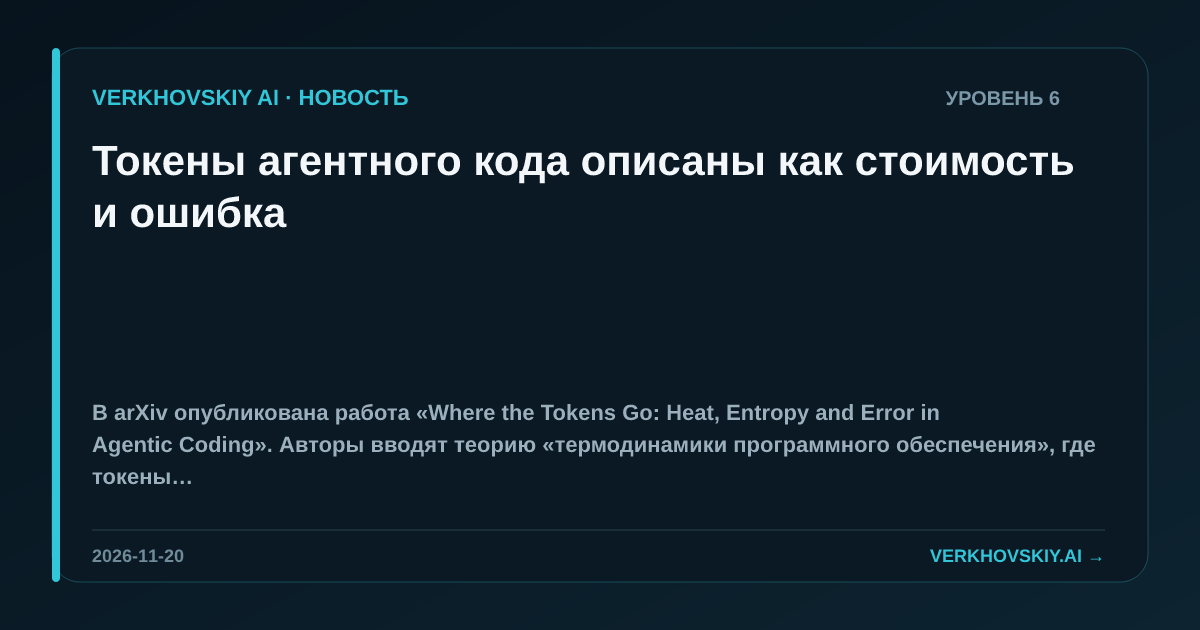 VERKHOVSKIY AI · НОВОСТЬ
УРОВЕНЬ 6
Токены агентного кода описаны как стоимость
и ошибка
В arXiv опубликована работа «Where the Tokens Go: Heat, Entropy and Error in
Agentic Coding». Авторы вводят теорию «термодинамики программного обеспечения», где
токены…
2026-11-20
VERKHOVSKIY.AI →